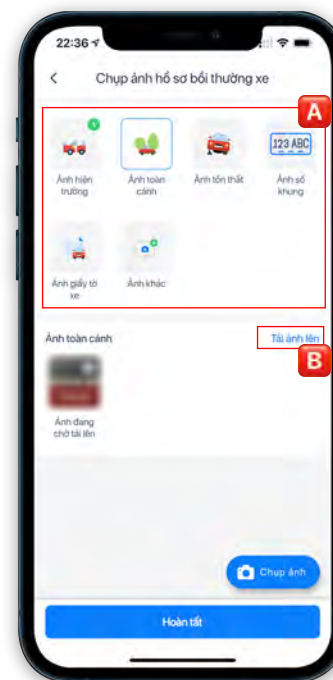 22:36
Chụp ảnh hồ sơ bồi thường xe
A
123 ABC
Ảnh hiện
trường
Ảnh toàn
cảnh
Ảnh tổn thất
Ảnh số
khung
Ảnh giấy tờ
xe
Ảnh khác
Ảnh toàn cảnh
Tải ảnh lên
B
Ảnh đang
chờ tải lên
Chụp ảnh
Hoàn tất